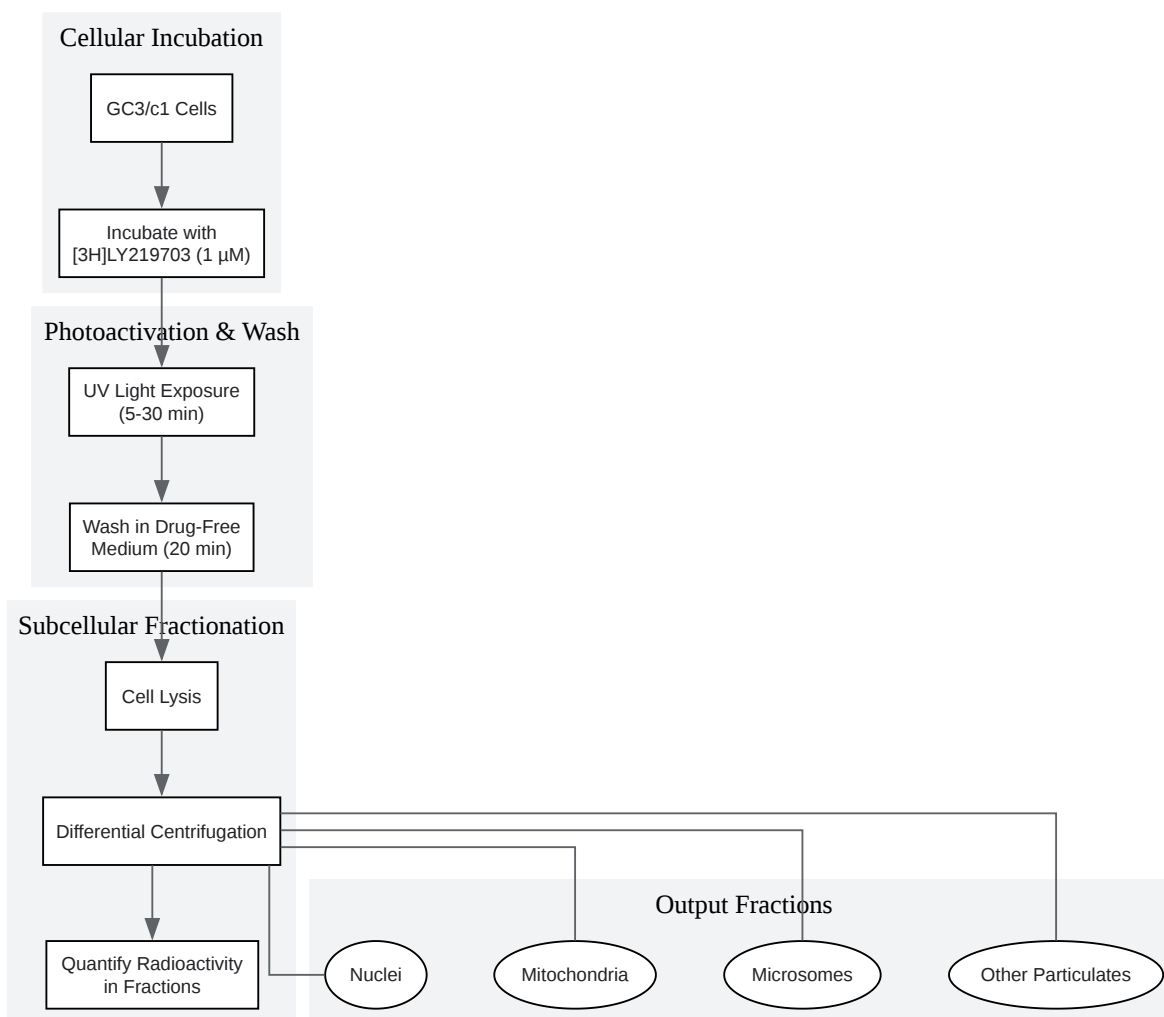 Cellular Incubation
GC3/c1 Cells
Incubate with
[3H]LY219703 (1 µM)
Photoactivation & Wash
UV Light Exposure
(5-30 min)
Wash in Drug-Free
Medium (20 min)
Subcellular Fractionation
Cell Lysis
Differential Centrifugation
Quantify Radioactivity
in Fractions
Output Fractions
Nuclei
Mitochondria
Microsomes
Other Particulates